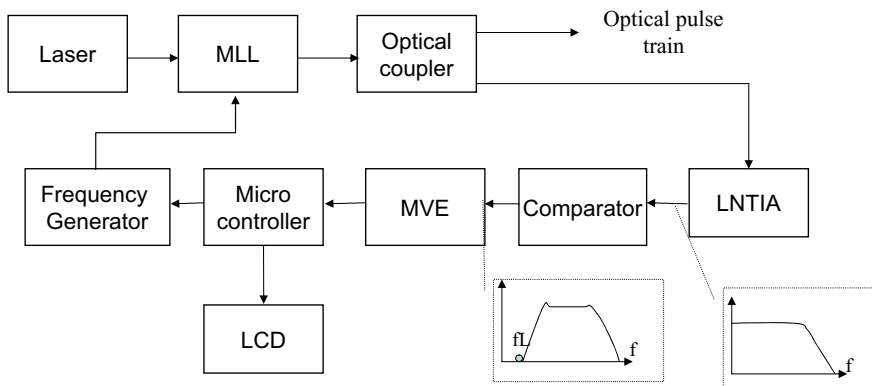 Laser
MLL
Optical
coupler
Optical pulse
train
Frequency
Generator
Micro
controller
MVE
Comparator
LNTIA
LCD
fL
f
f